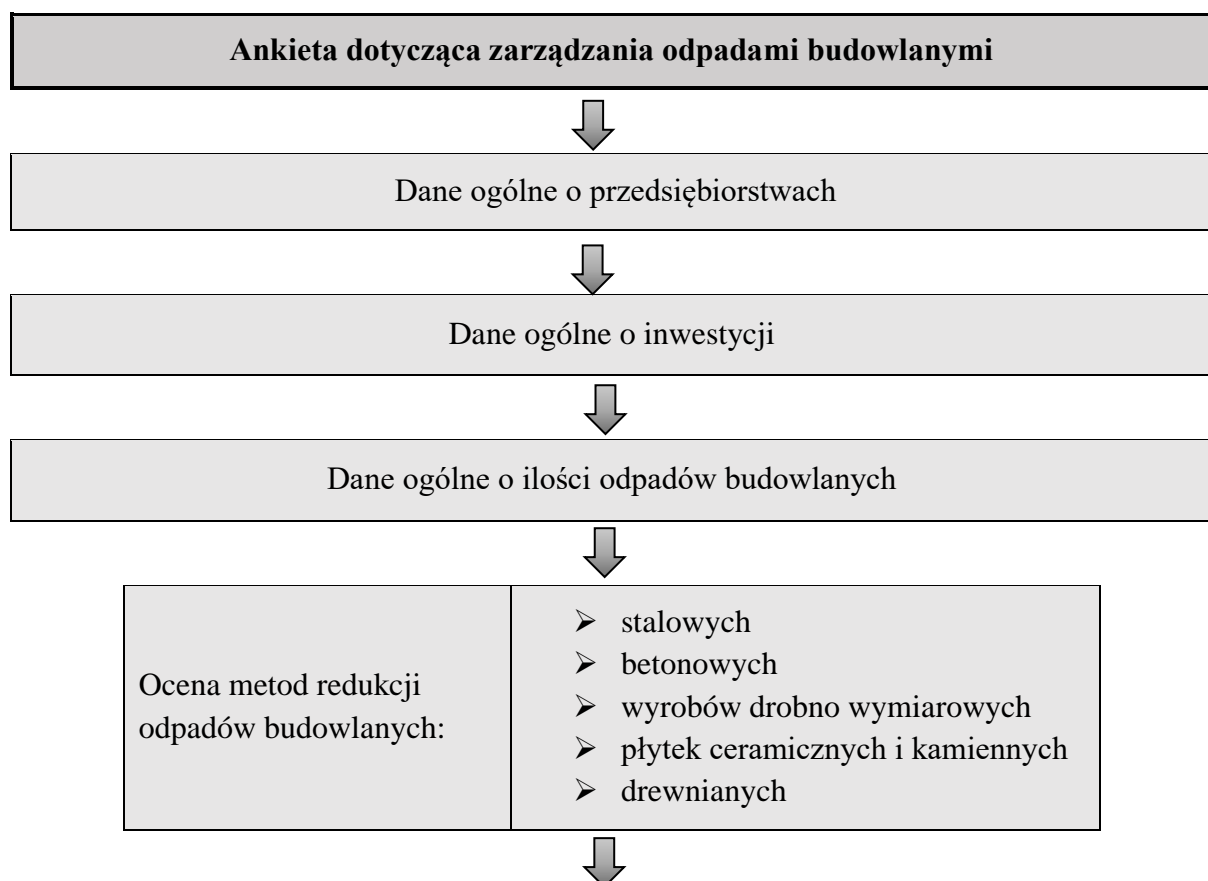 Ankieta dotycząca zarządzania odpadami budowlanymi
Dane ogólne o przedsiębiorstwach
Dane ogólne o inwestycji
Dane ogólne o ilości odpadów budowlanych
Ocena metod redukcji
odpadów budowlanych:
➢ stalowych
➢ betonowych
➢ wyrobów drobno wymiarowych
➢ płytek ceramicznych i kamiennych
➢ drewnianych